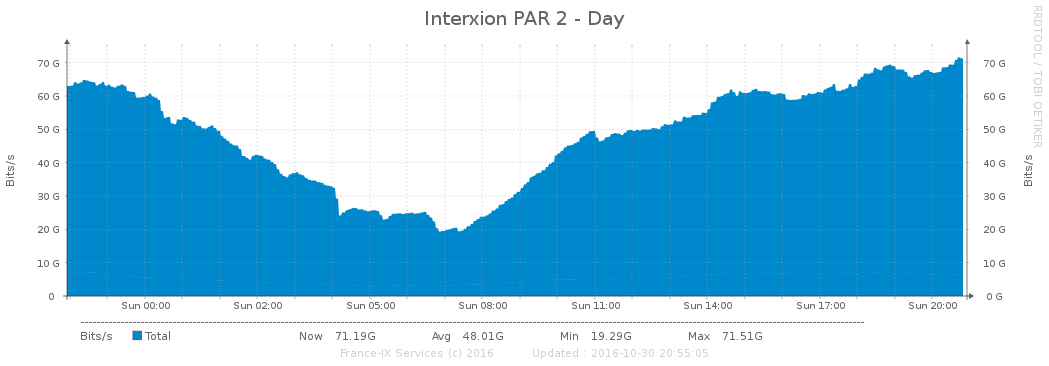 Interxion PAR 2 - Day
RRDTOOL / TOBI OETIKER
Bits/s
Bits/s
70 G 70 G
60 G 60 G
50 G 50 G
40 G 40 G
30 G 30 G
20 G 20 G
10 G 10 G
0 0 G
Sun 00:00 Sun 02:00 Sun 05:00 Sun 08:00 Sun 11:00 Sun 14:00 Sun 17:00 Sun 20:00
Bits/s Total Now 71.19G Avg 48.01G Min 19.29G Max 71.51G
France-IX Services (c) 2016 Updated : 2016-10-30 20:55:05